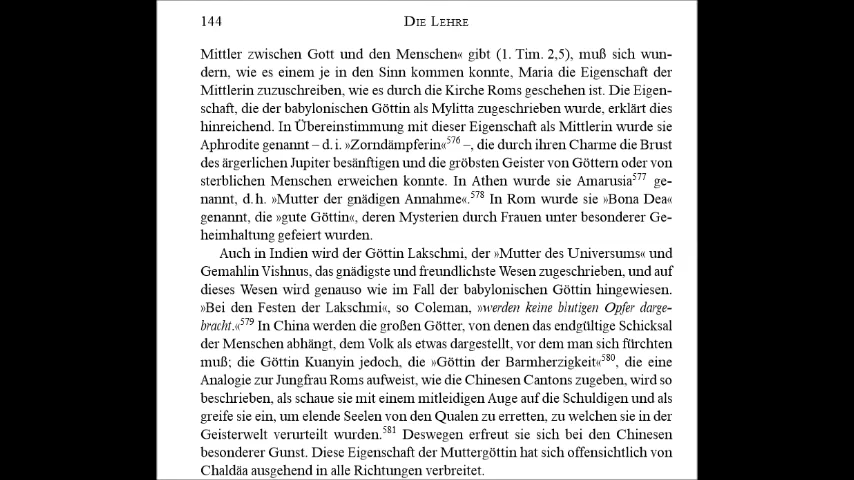 144 DIE LEHRE
Mittler zwischen Gott und den Menschen« gibt (1. Tim. 2,5), muß sich wun-
dern, wie es einem je in den Sinn kommen konnte, Maria die Eigenschaft der
Mittlerin zuzuschreiben, wie es durch die Kirche Roms geschehen ist. Die Eigen-
schaft, die der babylonischen Göttin als Mylitta zugeschrieben wurde, erklärt dies
hinreichend. In Übereinstimmung mit dieser Eigenschaft als Mittlerin wurde sie
Aphrodite genannt – d. i. »Zorndämpferin«576 –, die durch ihren Charme die Brust
des ärgerlichen Jupiter besänftigen und die gröbsten Geister von Göttern oder von
sterblichen Menschen erweichen konnte. In Athen wurde sie Amarusia577 ge-
nannt, d. h. »Mutter der gnädigen Annahme«.578 In Rom wurde sie »Bona Dea«
genannt, die »gute Göttin«, deren Mysterien durch Frauen unter besonderer Ge-
heimhaltung gefeiert wurden.
Auch in Indien wird der Göttin Lakschmi, der »Mutter des Universums« und
Gemahlin Vishnus, das gnädigste und freundlichste Wesen zugeschrieben, und auf
dieses Wesen wird genauso wie im Fall der babylonischen Göttin hingewiesen.
»Bei den Festen der Lakschmi«, so Coleman, »werden keine blutigen Opfer darge-
bracht.«579 In China werden die großen Götter, von denen das endgültige Schicksal
der Menschen abhängt, dem Volk als etwas dargestellt, vor dem man sich fürchten
muß; die Göttin Kuanyin jedoch, die »Göttin der Barmherzigkeit«580, die eine
Analogie zur Jungfrau Roms aufweist, wie die Chinesen Cantons zugeben, wird so
beschrieben, als schaue sie mit einem mitleidigen Auge auf die Schuldigen und als
greife sie ein, um elende Seelen von den Qualen zu erretten, zu welchen sie in der
Geisterwelt verurteilt wurden.581 Deswegen erfreut sie sich bei den Chinesen
besonderer Gunst. Diese Eigenschaft der Muttergöttin hat sich offensichtlich von
Chaldäa ausgehend in alle Richtungen verbreitet.